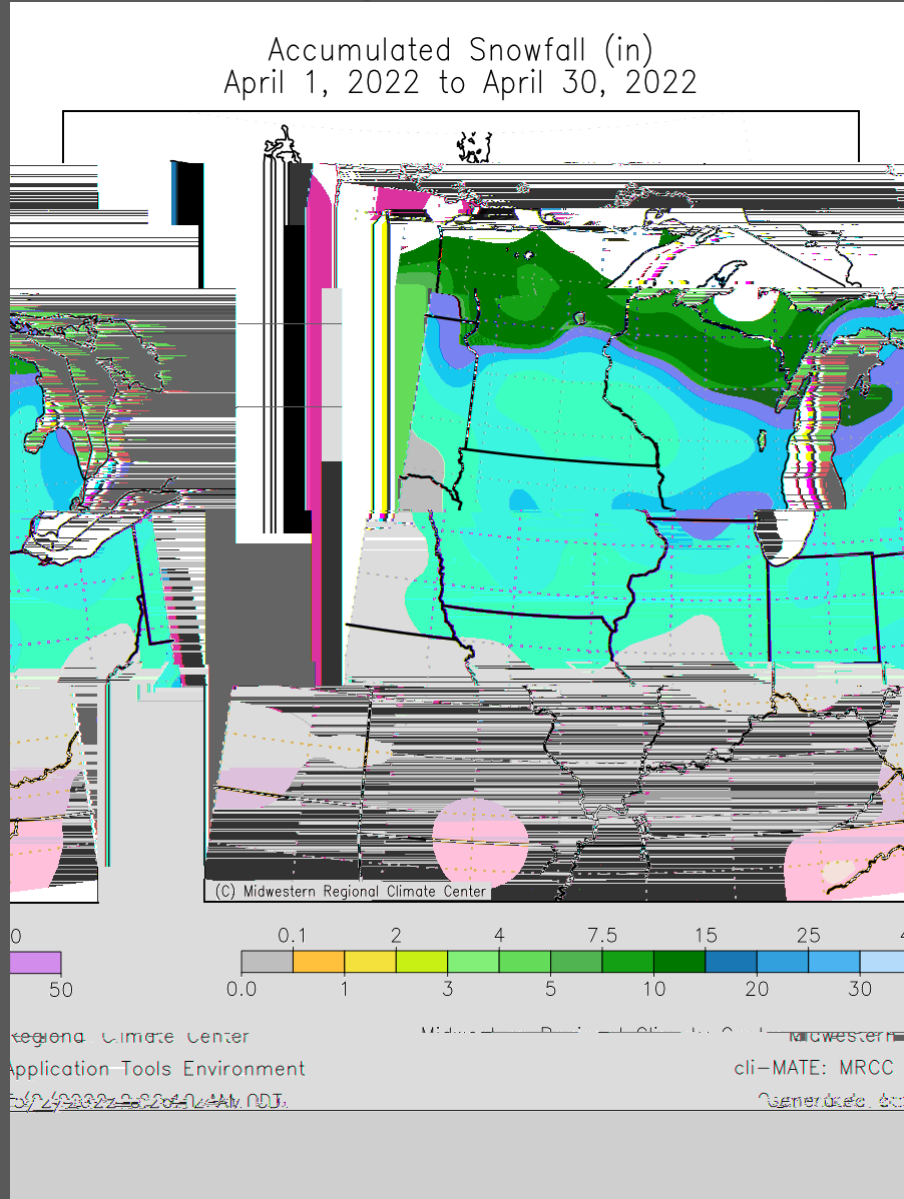 Accumulated Snowfall (in)
April 1, 2022 to April 30, 2022
(C) Midwestern Regional Climate Center
0.1 2 4 7.5 15 25
50 0.0 1 3 5 10 20 30
Regional Climate Center
Midwestern
Application Tools Environment
cli-MATE: MRCC